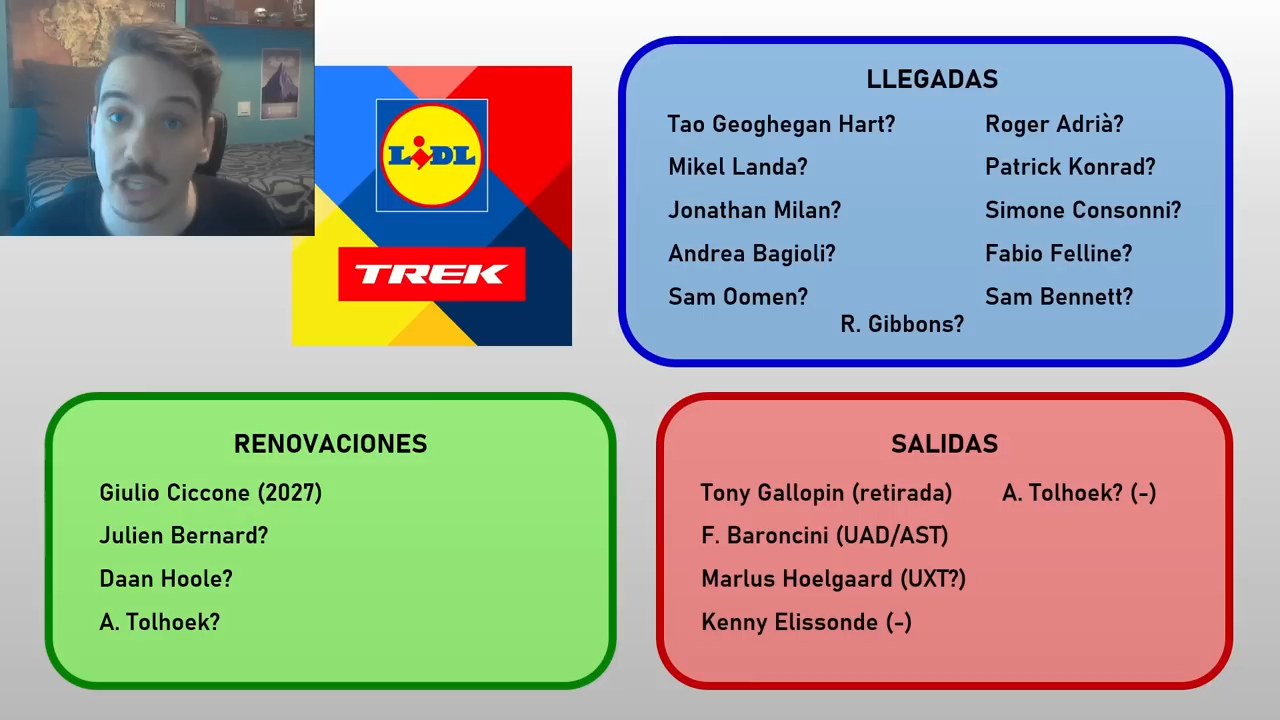 LIDL
TREK
LLEGADAS
Tao Geoghegan Hart?
Mikel Landa?
Jonathan Milan?
Andrea Bagioli?
Sam Oomen?
Roger Adrià?
Patrick Konrad?
Simone Consonni?
Fabio Felline?
Sam Bennett?
R. Gibbons?
RENOVACIONES
Giulio Ciccone (2027)
Julien Bernard?
Daan Hoole?
A. Tolhoek?
SALIDAS
Tony Gallopin (retirada)
F. Baroncini (UAD/AST)
Marlus Hoelgaard (UXT?)
Kenny Elissonde (-)
A. Tolhoek? (-)